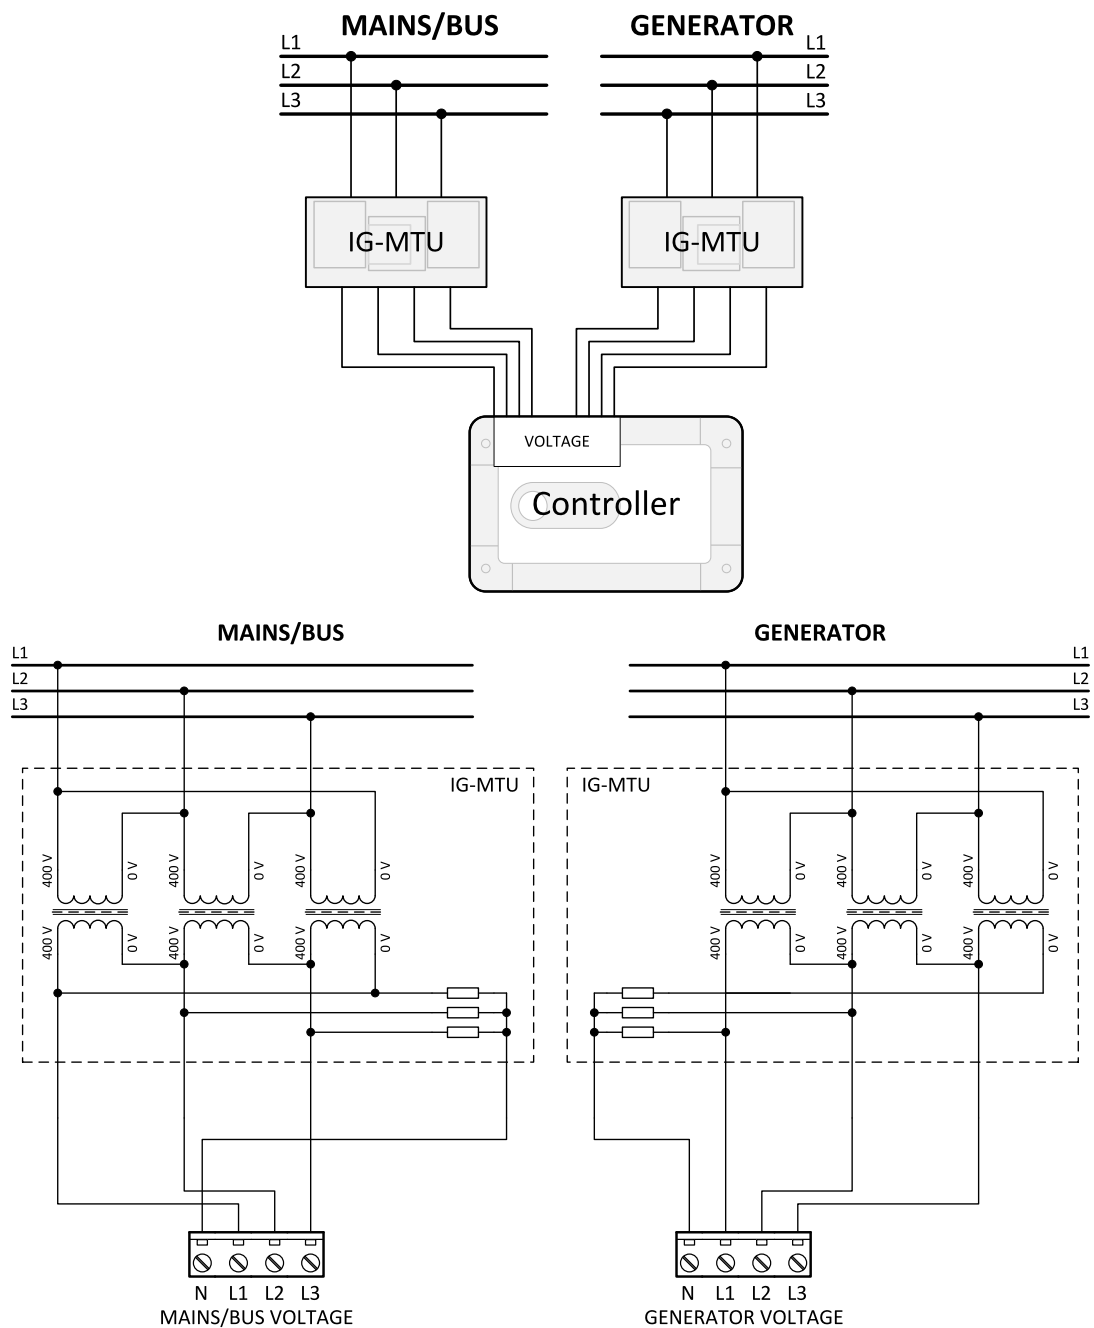 MAINS/BUS
GENERATOR
L1
L1
L2
L2
L3
L3
IG-MTU
IG-MTU
VOLTAGE
Controller
MAINS/BUS
GENERATOR
L1
L1
L2
L2
L3
L3
IG-MTU
IG-MTU
400 V
0 V
400 V
0 V
400 V
0 V
400 V
0 V
400 V
0 V
400 V
0 V
400 V
0 V
400 V
0 V
400 V
0 V
400 V
0 V
400 V
0 V
400 V
0 V
N L1 L2 L3
MAINS/BUS VOLTAGE
N L1 L2 L3
GENERATOR VOLTAGE